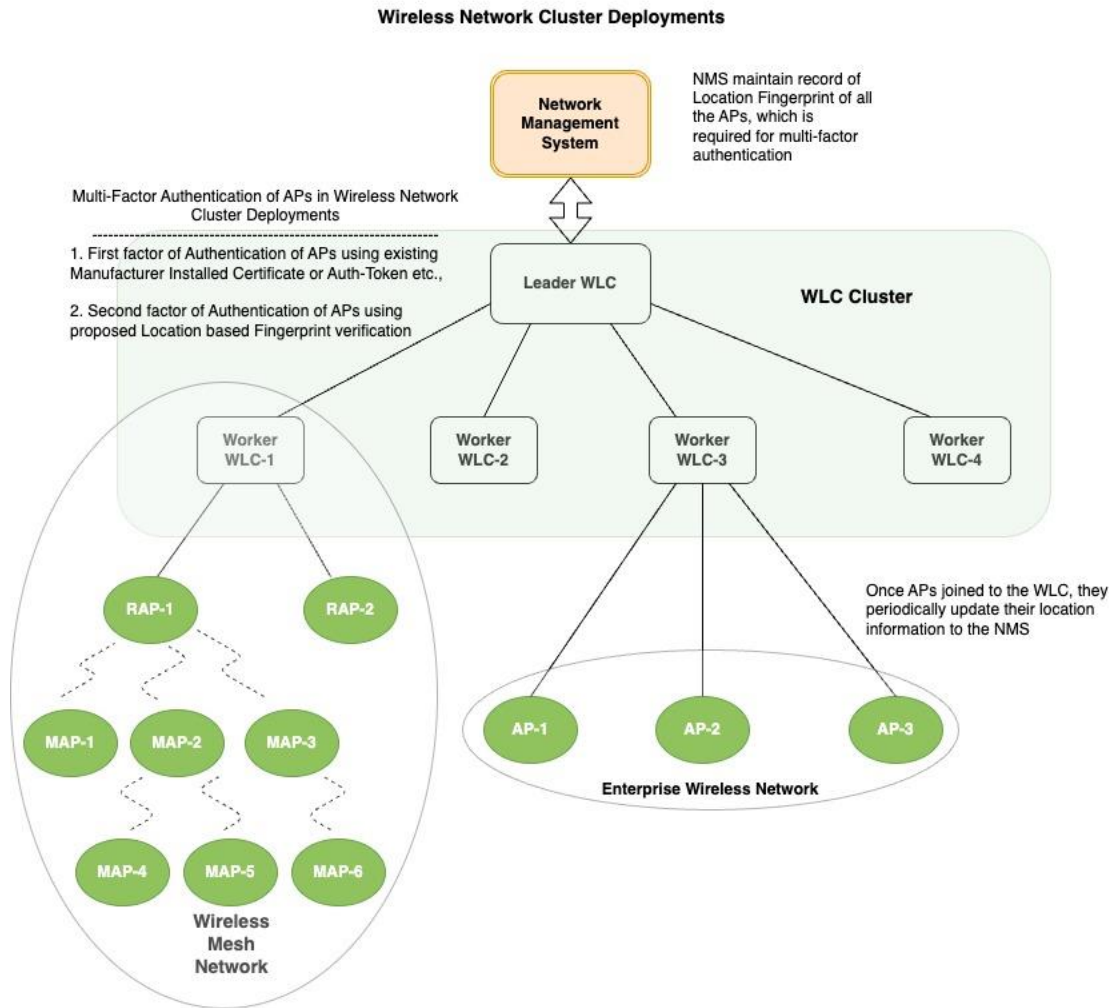 Wireless Network Cluster Deployments
Network
Management
System
NMS maintain record of
Location Fingerprint of all
the APs, which is
required for multi-factor
authentication
Multi-Factor Authentication of APs in Wireless Network
Cluster Deployments
1. First factor of Authentication of APs using existing
Manufacturer Installed Certificate or Auth-Token etc.,
2. Second factor of Authentication of APs using
proposed Location based Fingerprint verification
Leader WLC
WLC Cluster
Worker
WLC-1
Worker
WLC-2
Worker
WLC-3
Worker
WLC-4
RAP-1
RAP-2
Once APs joined to the WLC, they
periodically update their location
information to the NMS
MAP-1
MAP-2
MAP-3
AP-1
AP-2
AP-3
Enterprise Wireless Network
MAP-4
MAP-5
MAP-6
Wireless
Mesh
Network